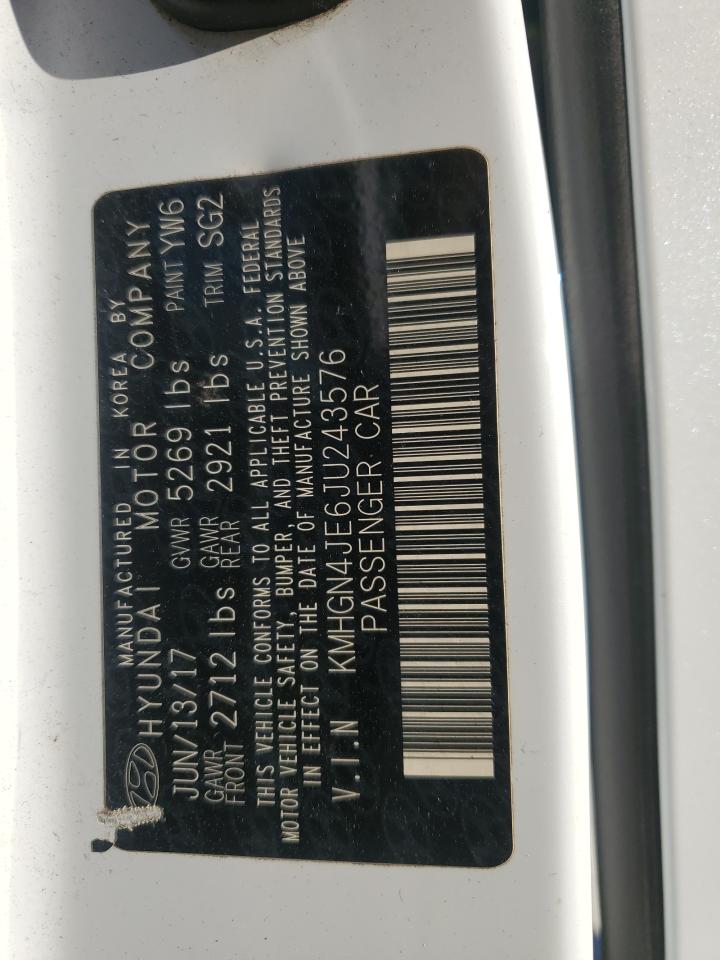 MANUFACTURED IN KOREA BY
HYUNDAI MOTOR COMPANY
JUN/13/17 GVWR 5269 lbs PAINT YW6
GAWR FRONT 2712 lbs GAWR REAR 2921 lbs TRIM SG2
THIS VEHICLE CONFORMS TO ALL APPLICABLE U.S.A. FEDERAL
MOTOR VEHICLE SAFETY, BUMPER, AND THEFT PREVENTION STANDARDS
IN EFFECT ON THE DATE OF MANUFACTURE SHOWN ABOVE
V.I.N KMHGN4JE6JU243576
PASSENGER CAR